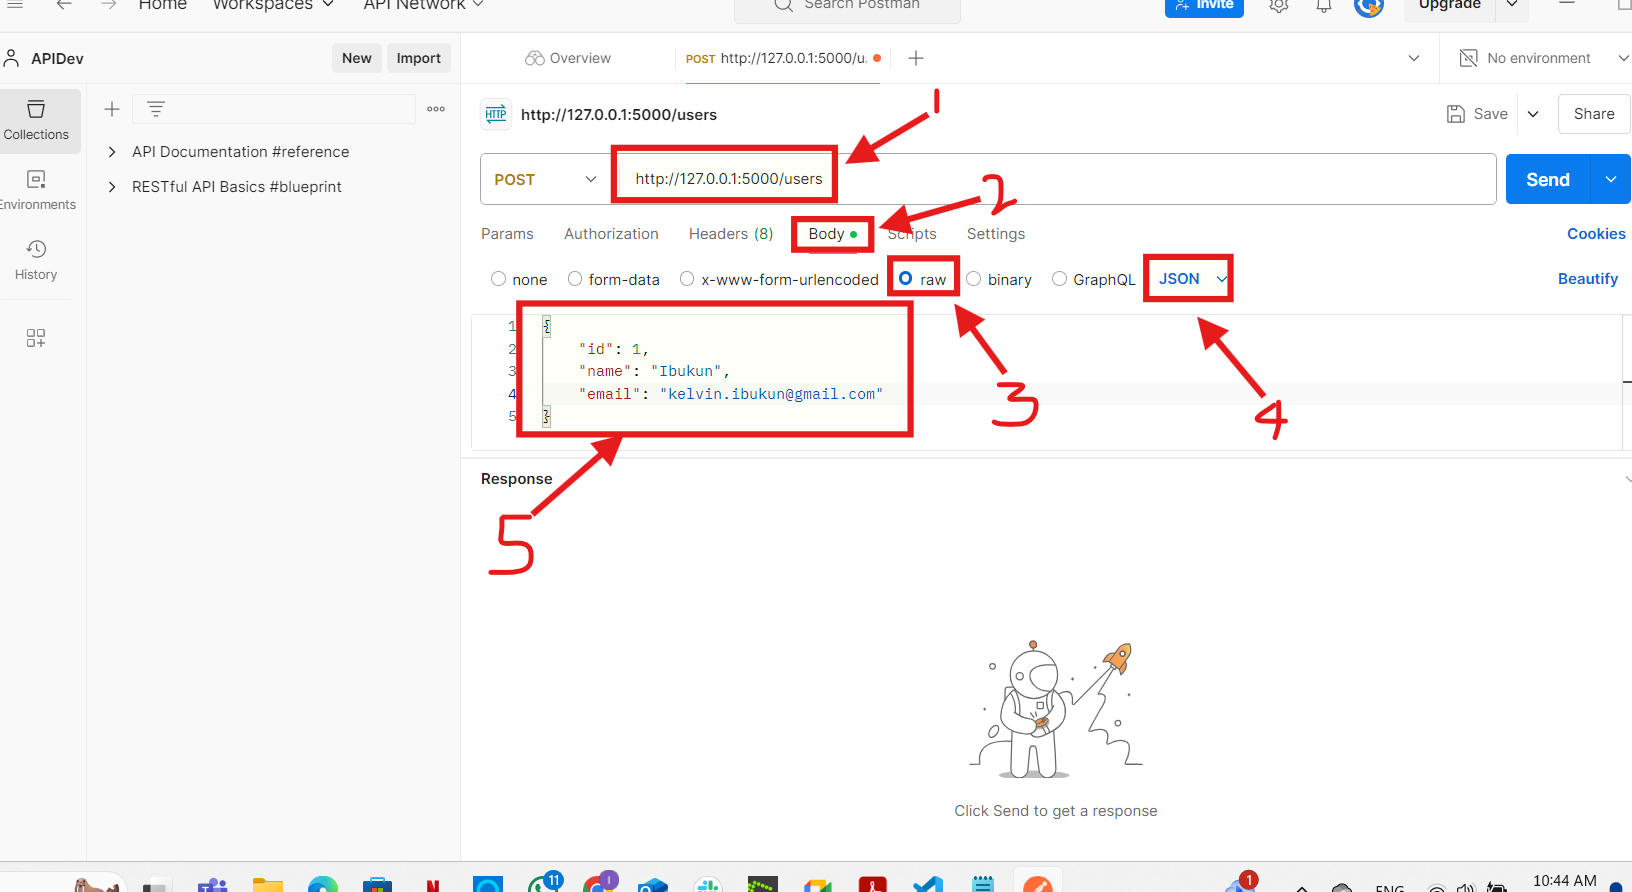 Home Workspaces API Network Search Postman Invite Upgrade
APIDev New Import Overview POST http://127.0.0.1:5000/u. No environment
Collections
Environments
History
API Documentation #reference
RESTful API Basics #blueprint
HTTP http://127.0.0.1:5000/users Save Share
1
POST http://127.0.0.1:5000/users Send
2
Params Authorization Headers (8) Body Scripts Settings Cookies
none form-data x-www-form-urlencoded raw binary GraphQL JSON Beautify
1 {
2 "id": 1,
3 "name": "Ibukun",
4 "email": "kelvin.ibukun@gmail.com"
5 }
3
4
5
Response
Click Send to get a response
11 1 ENG 10:44 AM